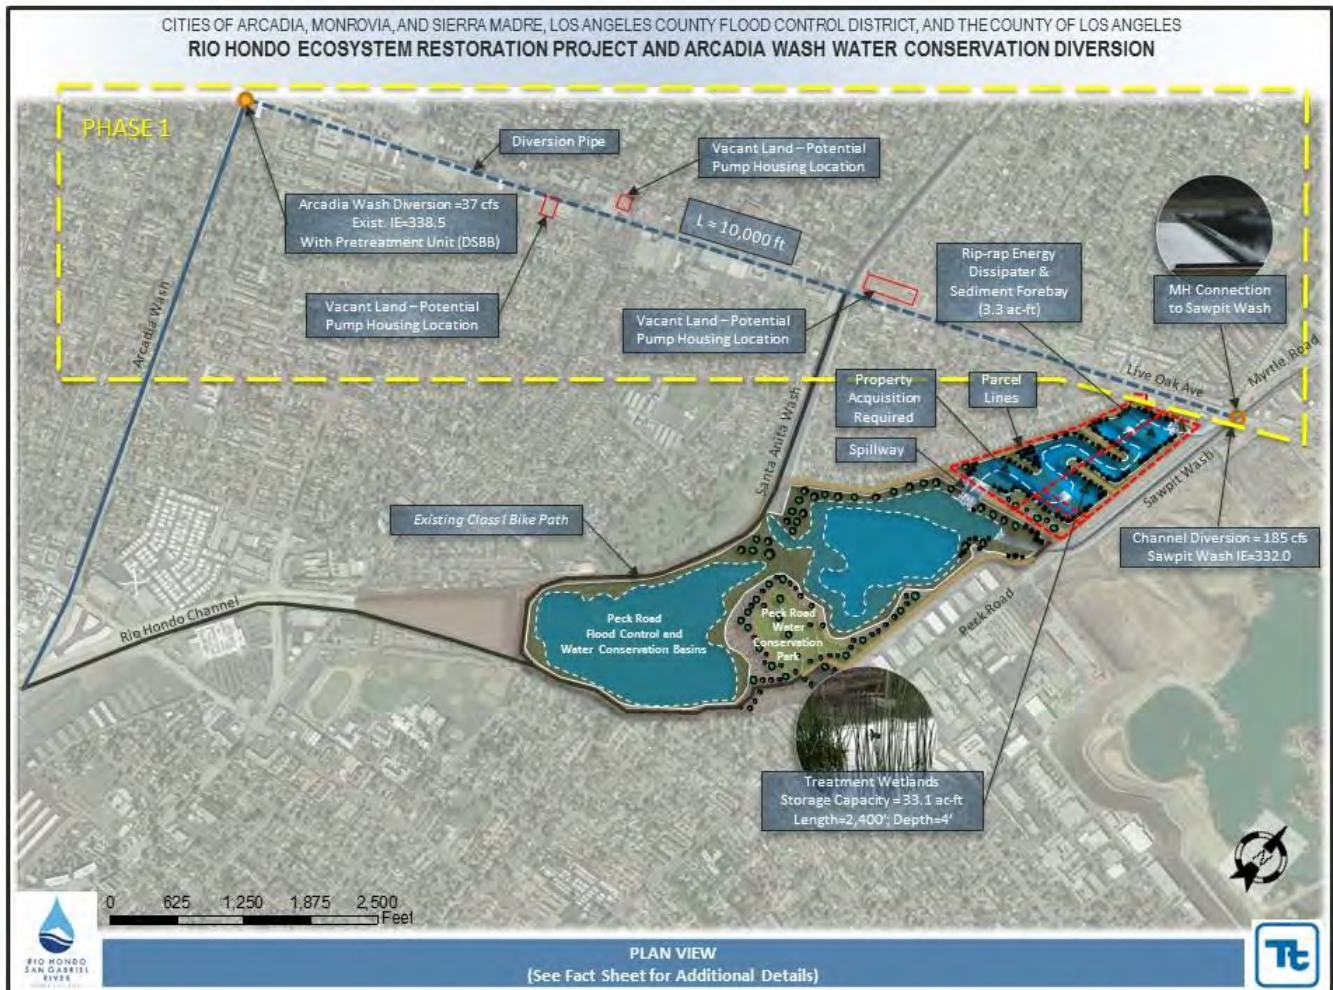 CITIES OF ARCADIA, MONROVIA, AND SIERRA MADRE, LOS ANGELES COUNTY FLOOD CONTROL DISTRICT, AND THE COUNTY OF LOS ANGELES
RIO HONDO ECOSYSTEM RESTORATION PROJECT AND ARCADIA WASH WATER CONSERVATION DIVERSION
PHASE 1
Diversion Pipe
Vacant Land – Potential
Pump Housing Location
Arcadia Wash Diversion =37 cfs
Exist. IE=338.5
With Pretreatment Unit (DSBB)
L = 10,000 ft
Rip-rap Energy
Dissipater &
Sediment Forebay
(3.3 ac-ft)
MH Connection
to Sawpit Wash
Vacant Land – Potential
Pump Housing Location
Vacant Land – Potential
Pump Housing Location
Arcadia Wash
Live Oak Ave
Myrtle Road
Property
Acquisition
Required
Parcel
Lines
Spillway
Santa Anita Wash
Sawpit Wash
Existing Class I Bike Path
Channel Diversion = 185 cfs
Sawpit Wash IE=332.0
Rio Hondo Channel
Peck Road
Flood Control and
Water Conservation Basins
Peck Road
Water
Conservation
Park
Peck Road
Treatment Wetlands
Storage Capacity = 33.1 ac-ft
Length=2,400'; Depth=4'
0 625 1,250 1,875 2,500
Feet
RIO HONDO
SAN GABRIEL
RIVER
PLAN VIEW
(See Fact Sheet for Additional Details)
Tt